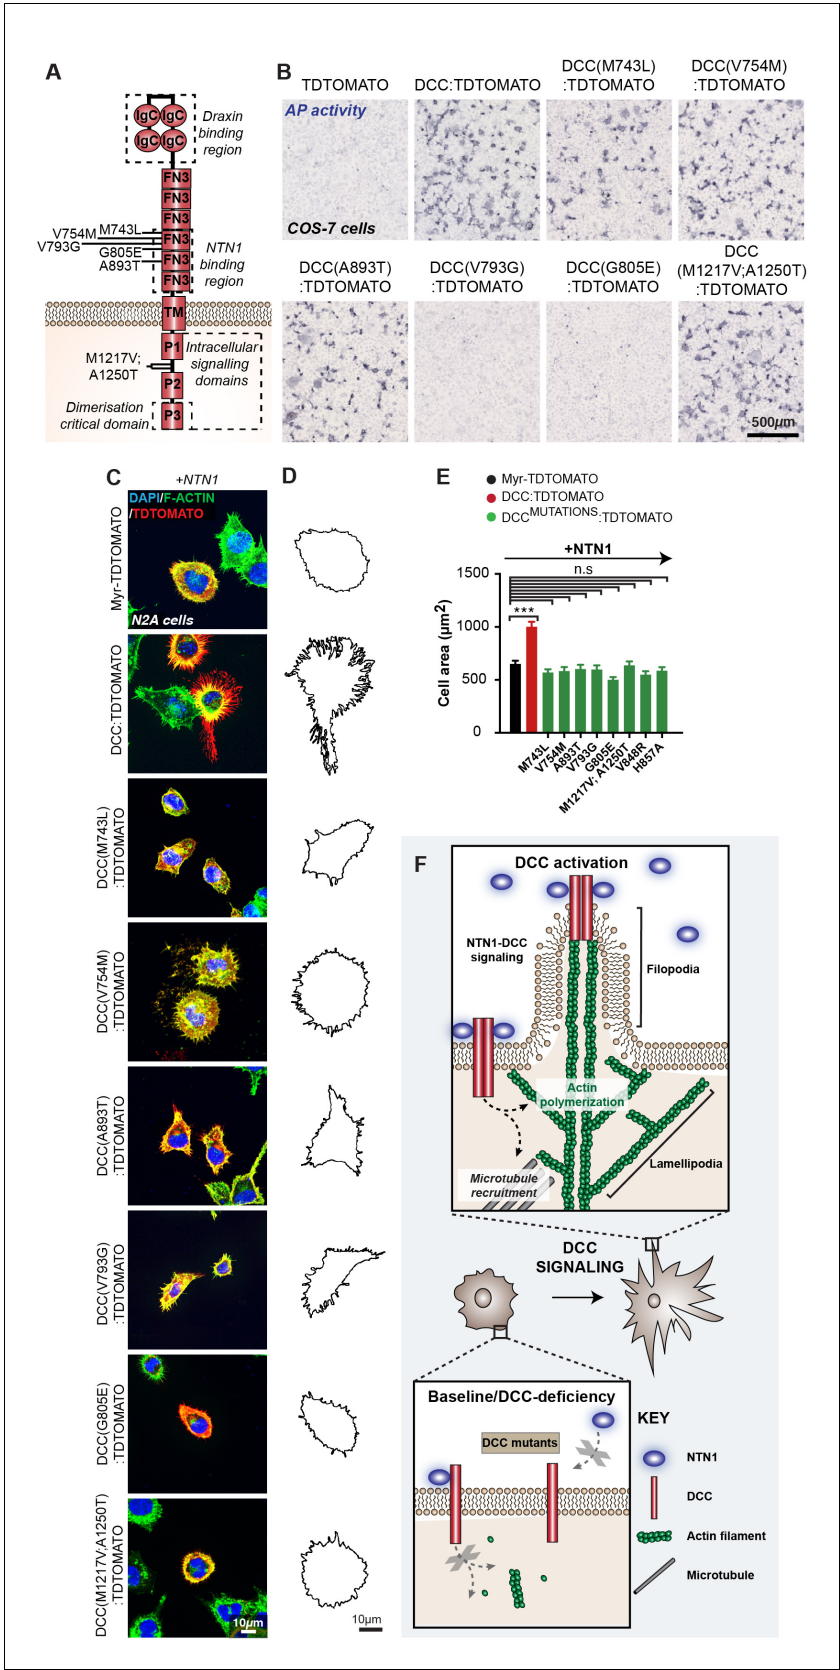 A
IgC IgC
IgC IgC
Draxin
binding
region
FN3
FN3
FN3
V754M M743L
V793G
FN3
G805E
A893T
FN3
FN3
NTN1
binding
region
TM
P1
Intracellular
signalling
domains
M1217V;
A1250T
P2
Dimerisation
critical domain
P3
B
TDTOMATO
DCC:TDTOMATO
DCC(M743L)
:TDTOMATO
DCC(V754M)
:TDTOMATO
AP activity
COS-7 cells
DCC(A893T)
:TDTOMATO
DCC(V793G)
:TDTOMATO
DCC(G805E)
:TDTOMATO
DCC
(M1217V;A1250T)
:TDTOMATO
500µm
C
+NTN1
DAPI/F-ACTIN
/TDTOMATO
N2A cells
Myr-TDTOMATO
DCC:TDTOMATO
DCC(M743L)
:TDTOMATO
DCC(V754M)
:TDTOMATO
DCC(A893T)
:TDTOMATO
DCC(V793G)
:TDTOMATO
DCC(G805E)
:TDTOMATO
DCC(M1217V;A1250T)
:TDTOMATO
10µm
D
10µm
E
Myr-TDTOMATO
DCC:TDTOMATO
DCCMUTATIONS:TDTOMATO
+NTN1
n.s
***
Cell area (µm2)
1500
1000
500
0
M743L
V754M
A893T
V793G
G805E
M1217V; A1250T
V848R
H857A
F
DCC activation
NTN1-DCC
signaling
Filopodia
Actin
polymerization
Microtubule
recruitment
Lamellipodia
DCC
SIGNALING
Baseline/DCC-deficiency
DCC mutants
KEY
NTN1
DCC
Actin filament
Microtubule